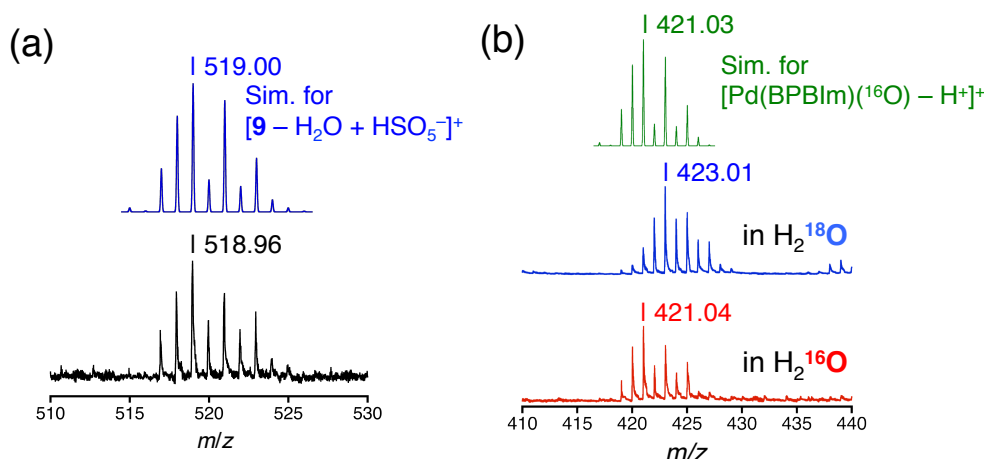 (a)
| 519.00
Sim. for
[9 – H₂O + HSO₅⁻]⁺
| 518.96
510 515 520 525 530
m/z
(b)
| 421.03
Sim. for
[Pd(BPBIm)(¹⁶O) – H⁺]⁺
| 423.01
in H₂¹⁸O
| 421.04
in H₂¹⁶O
410 415 420 425 430 435 440
m/z